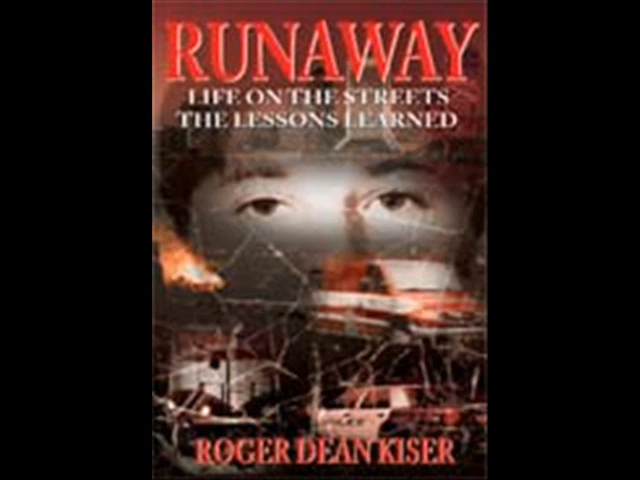 RUNAWAY
LIFE ON THE STREETS
THE LESSONS LEARNED
ROGER DEAN KISER